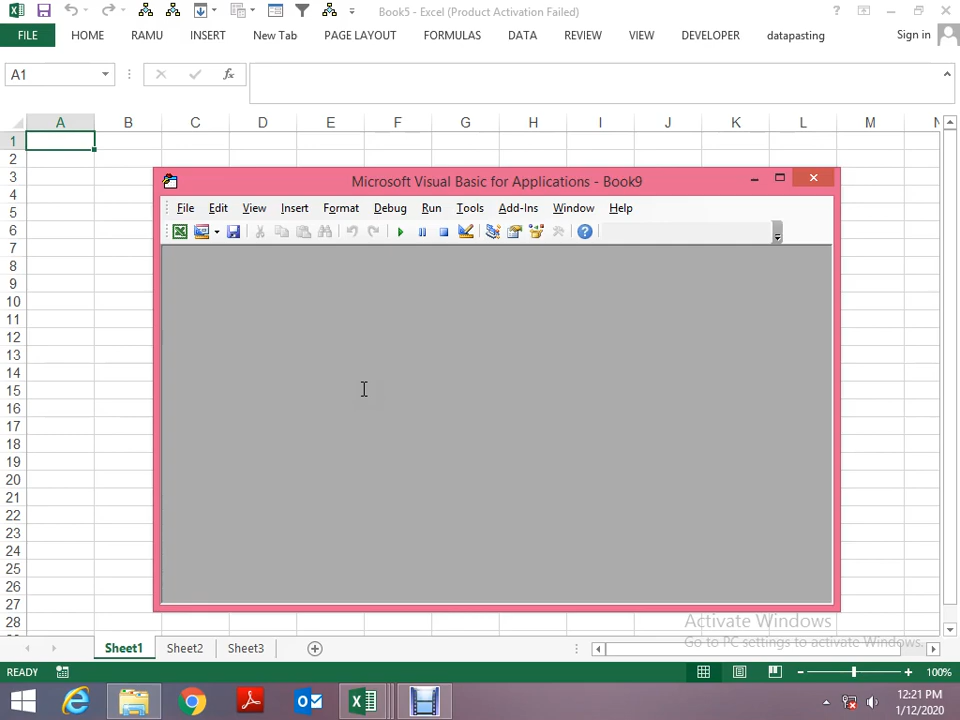 Book5 - Excel (Product Activation Failed)
FILE HOME RAMU INSERT New Tab PAGE LAYOUT FORMULAS DATA REVIEW VIEW DEVELOPER datapasting Sign in
A1
A B C D E F G H I J K L M N
1
2
3
4
5
6
7
8
9
10
11
12
13
14
15
16
17
18
19
20
21
22
23
24
25
26
27
28
Microsoft Visual Basic for Applications - Book9
File Edit View Insert Format Debug Run Tools Add-Ins Window Help
Activate Windows
Go to PC settings to activate Windows.
Sheet1 Sheet2 Sheet3
READY 100%
12:21 PM
1/12/2020